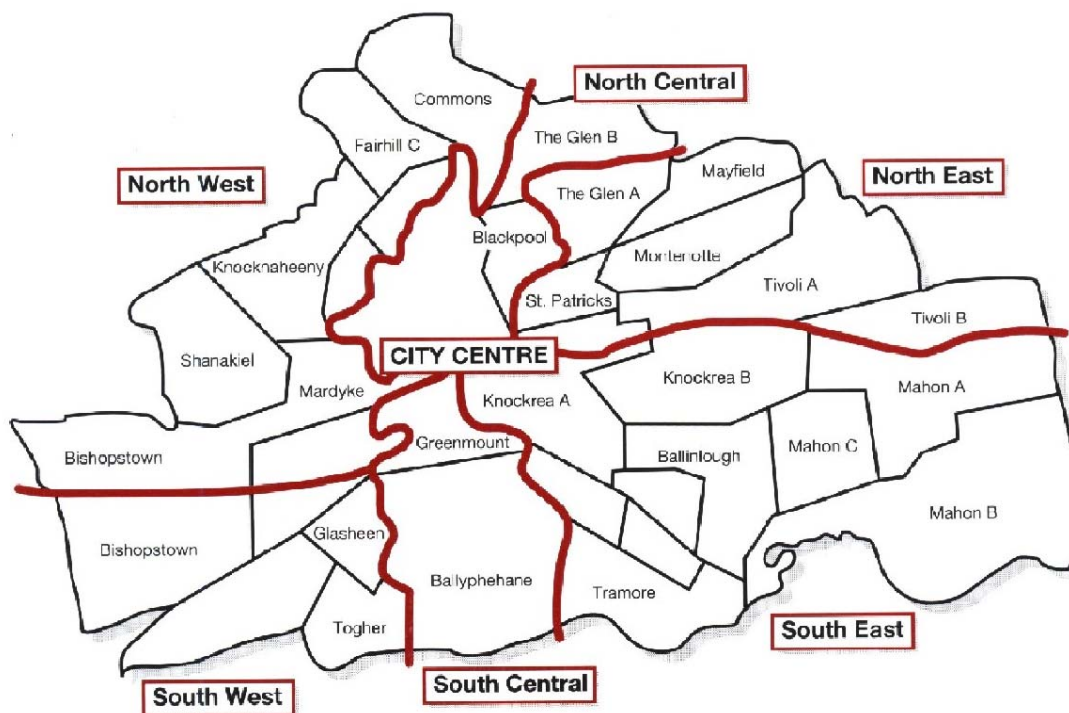 North Central
Commons
The Glen B
Fairhill C
Mayfield
North West
The Glen A
North East
Blackpool
Montenotte
Knocknaheeny
St. Patricks
Tivoli A
Tivoli B
CITY CENTRE
Shanakiel
Mardyke
Knockrea B
Mahon A
Knockrea A
Greenmount
Bishopstown
Ballinlough
Mahon C
Mahon B
Glasheen
Bishopstown
Ballyphehane
Tramore
Togher
South East
South Central
South West